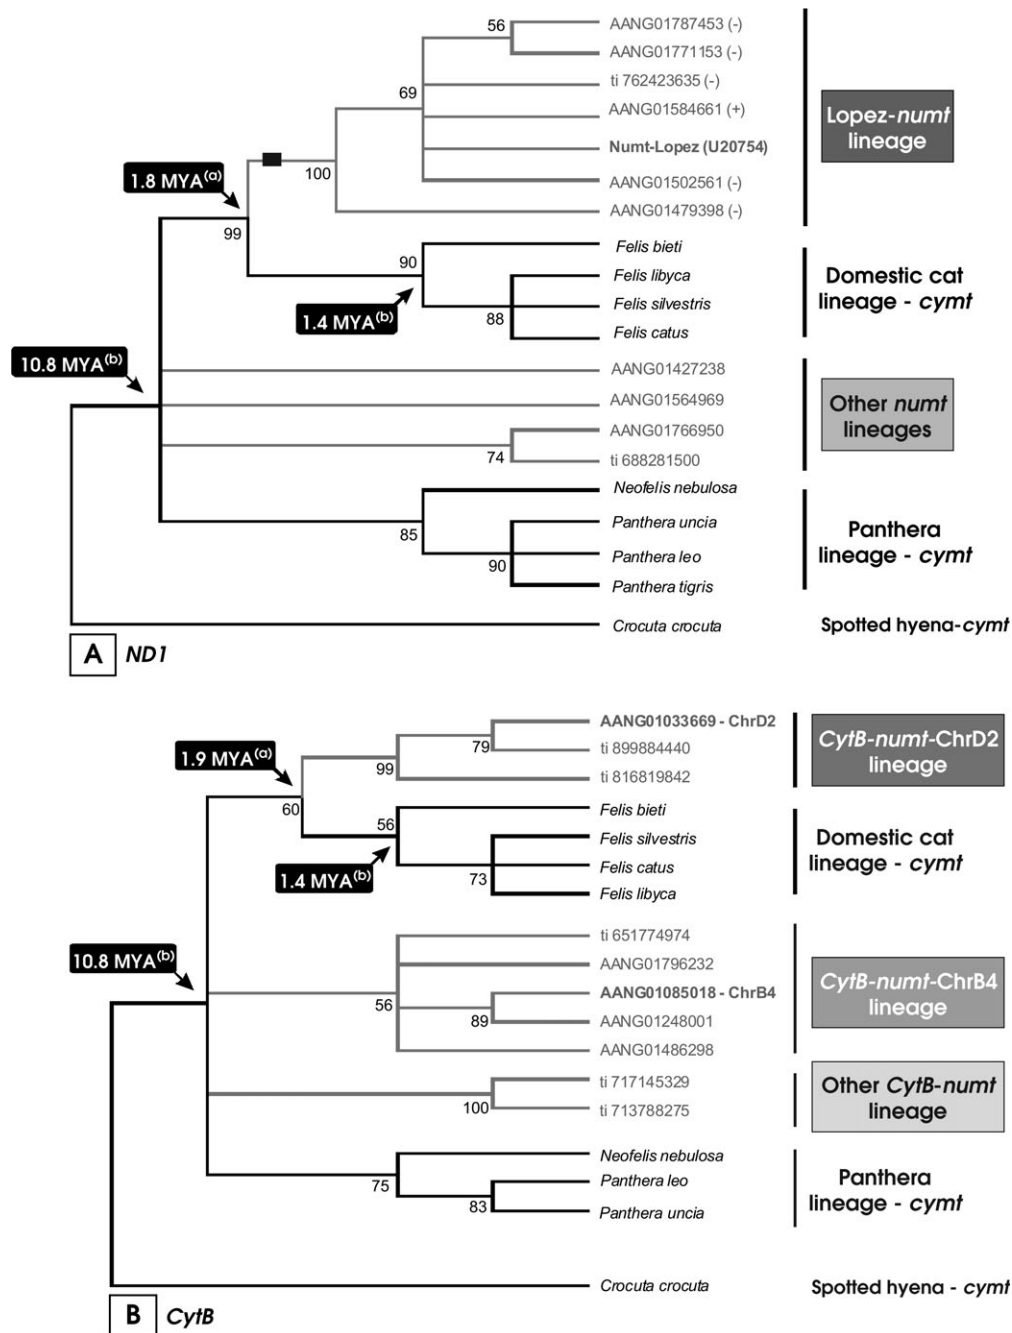 56
AANG01787453 (-)
AANG01771153 (-)
ti 762423635 (-)
69
AANG01584661 (+)
Numt-Lopez (U20754)
100
AANG01502561 (-)
AANG01479398 (-)
Lopez-numt
lineage
1.8 MYA(a)
99
90
Felis bieti
Felis libyca
Felis silvestris
Felis catus
1.4 MYA(b)
88
Domestic cat
lineage - cymt
10.8 MYA(b)
AANG01427238
AANG01564969
AANG01766950
74
ti 688281500
Other numt
lineages
Neofelis nebulosa
85
Panthera uncia
Panthera leo
90
Panthera tigris
Panthera
lineage - cymt
Crocuta crocuta
Spotted hyena-cymt
A ND1
AANG01033669 - ChrD2
79
ti 899884440
99
ti 816819842
CytB-numt-ChrD2
lineage
1.9 MYA(a)
60
56
Felis bieti
Felis silvestris
Felis catus
73
Felis libyca
1.4 MYA(b)
Domestic cat
lineage - cymt
10.8 MYA(b)
ti 651774974
AANG01796232
56
AANG01085018 - ChrB4
89
AANG01248001
AANG01486298
CytB-numt-ChrB4
lineage
ti 717145329
100
ti 713788275
Other CytB-numt
lineage
Neofelis nebulosa
75
Panthera leo
83
Panthera uncia
Panthera
lineage - cymt
Crocuta crocuta
Spotted hyena - cymt
B CytB